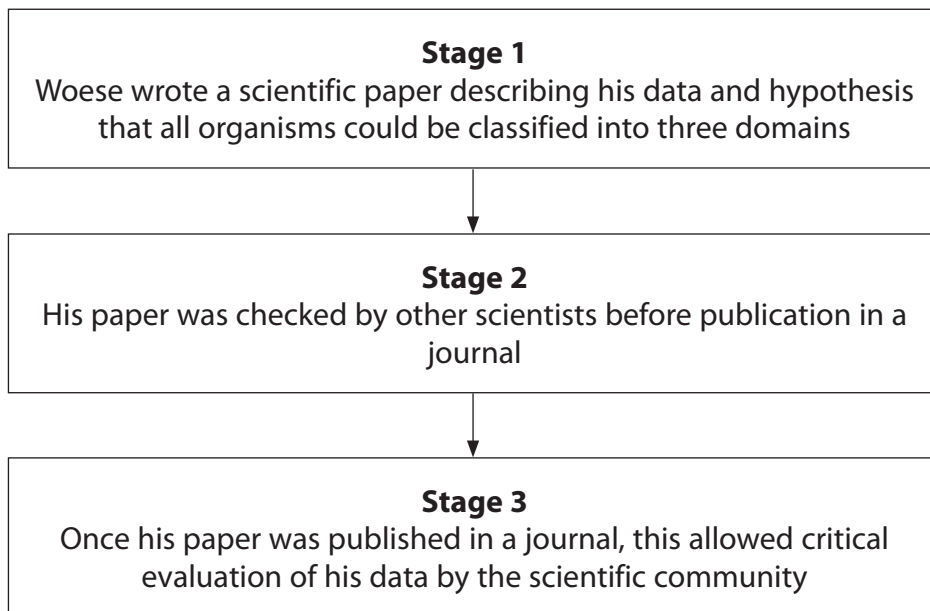 Stage 1
Woese wrote a scientific paper describing his data and hypothesis
that all organisms could be classified into three domains
Stage 2
His paper was checked by other scientists before publication in a
journal
Stage 3
Once his paper was published in a journal, this allowed critical
evaluation of his data by the scientific community